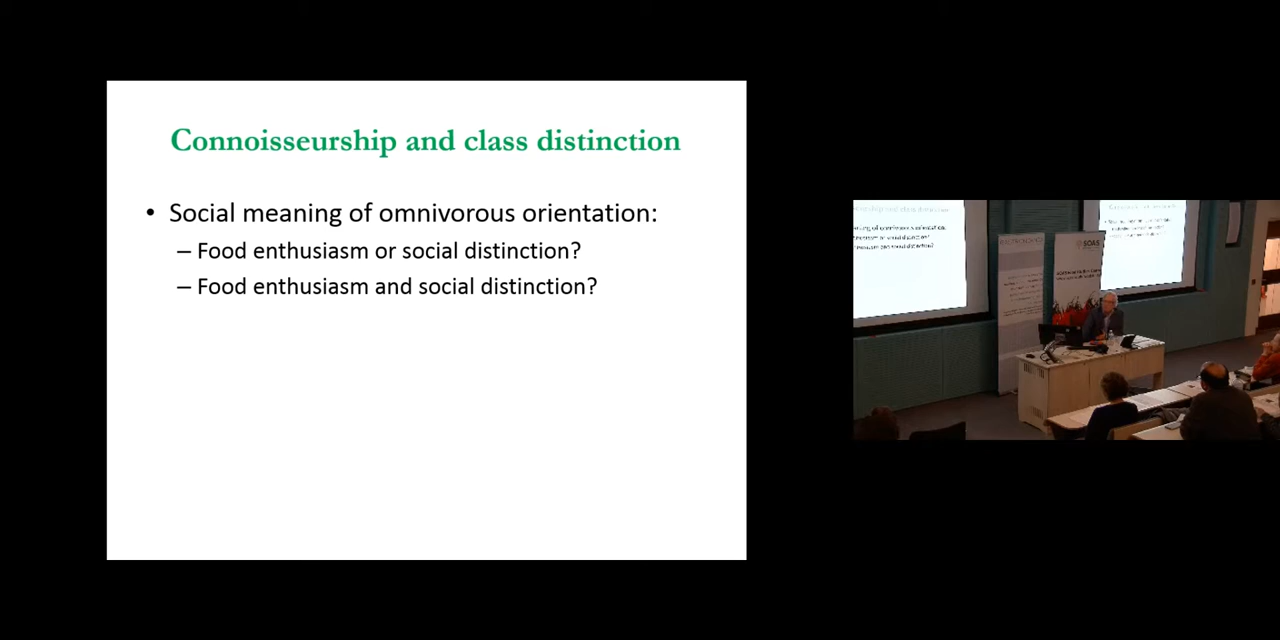 Connoisseurship and class distinction
• Social meaning of omnivorous orientation:
– Food enthusiasm or social distinction?
– Food enthusiasm and social distinction?
SOAS